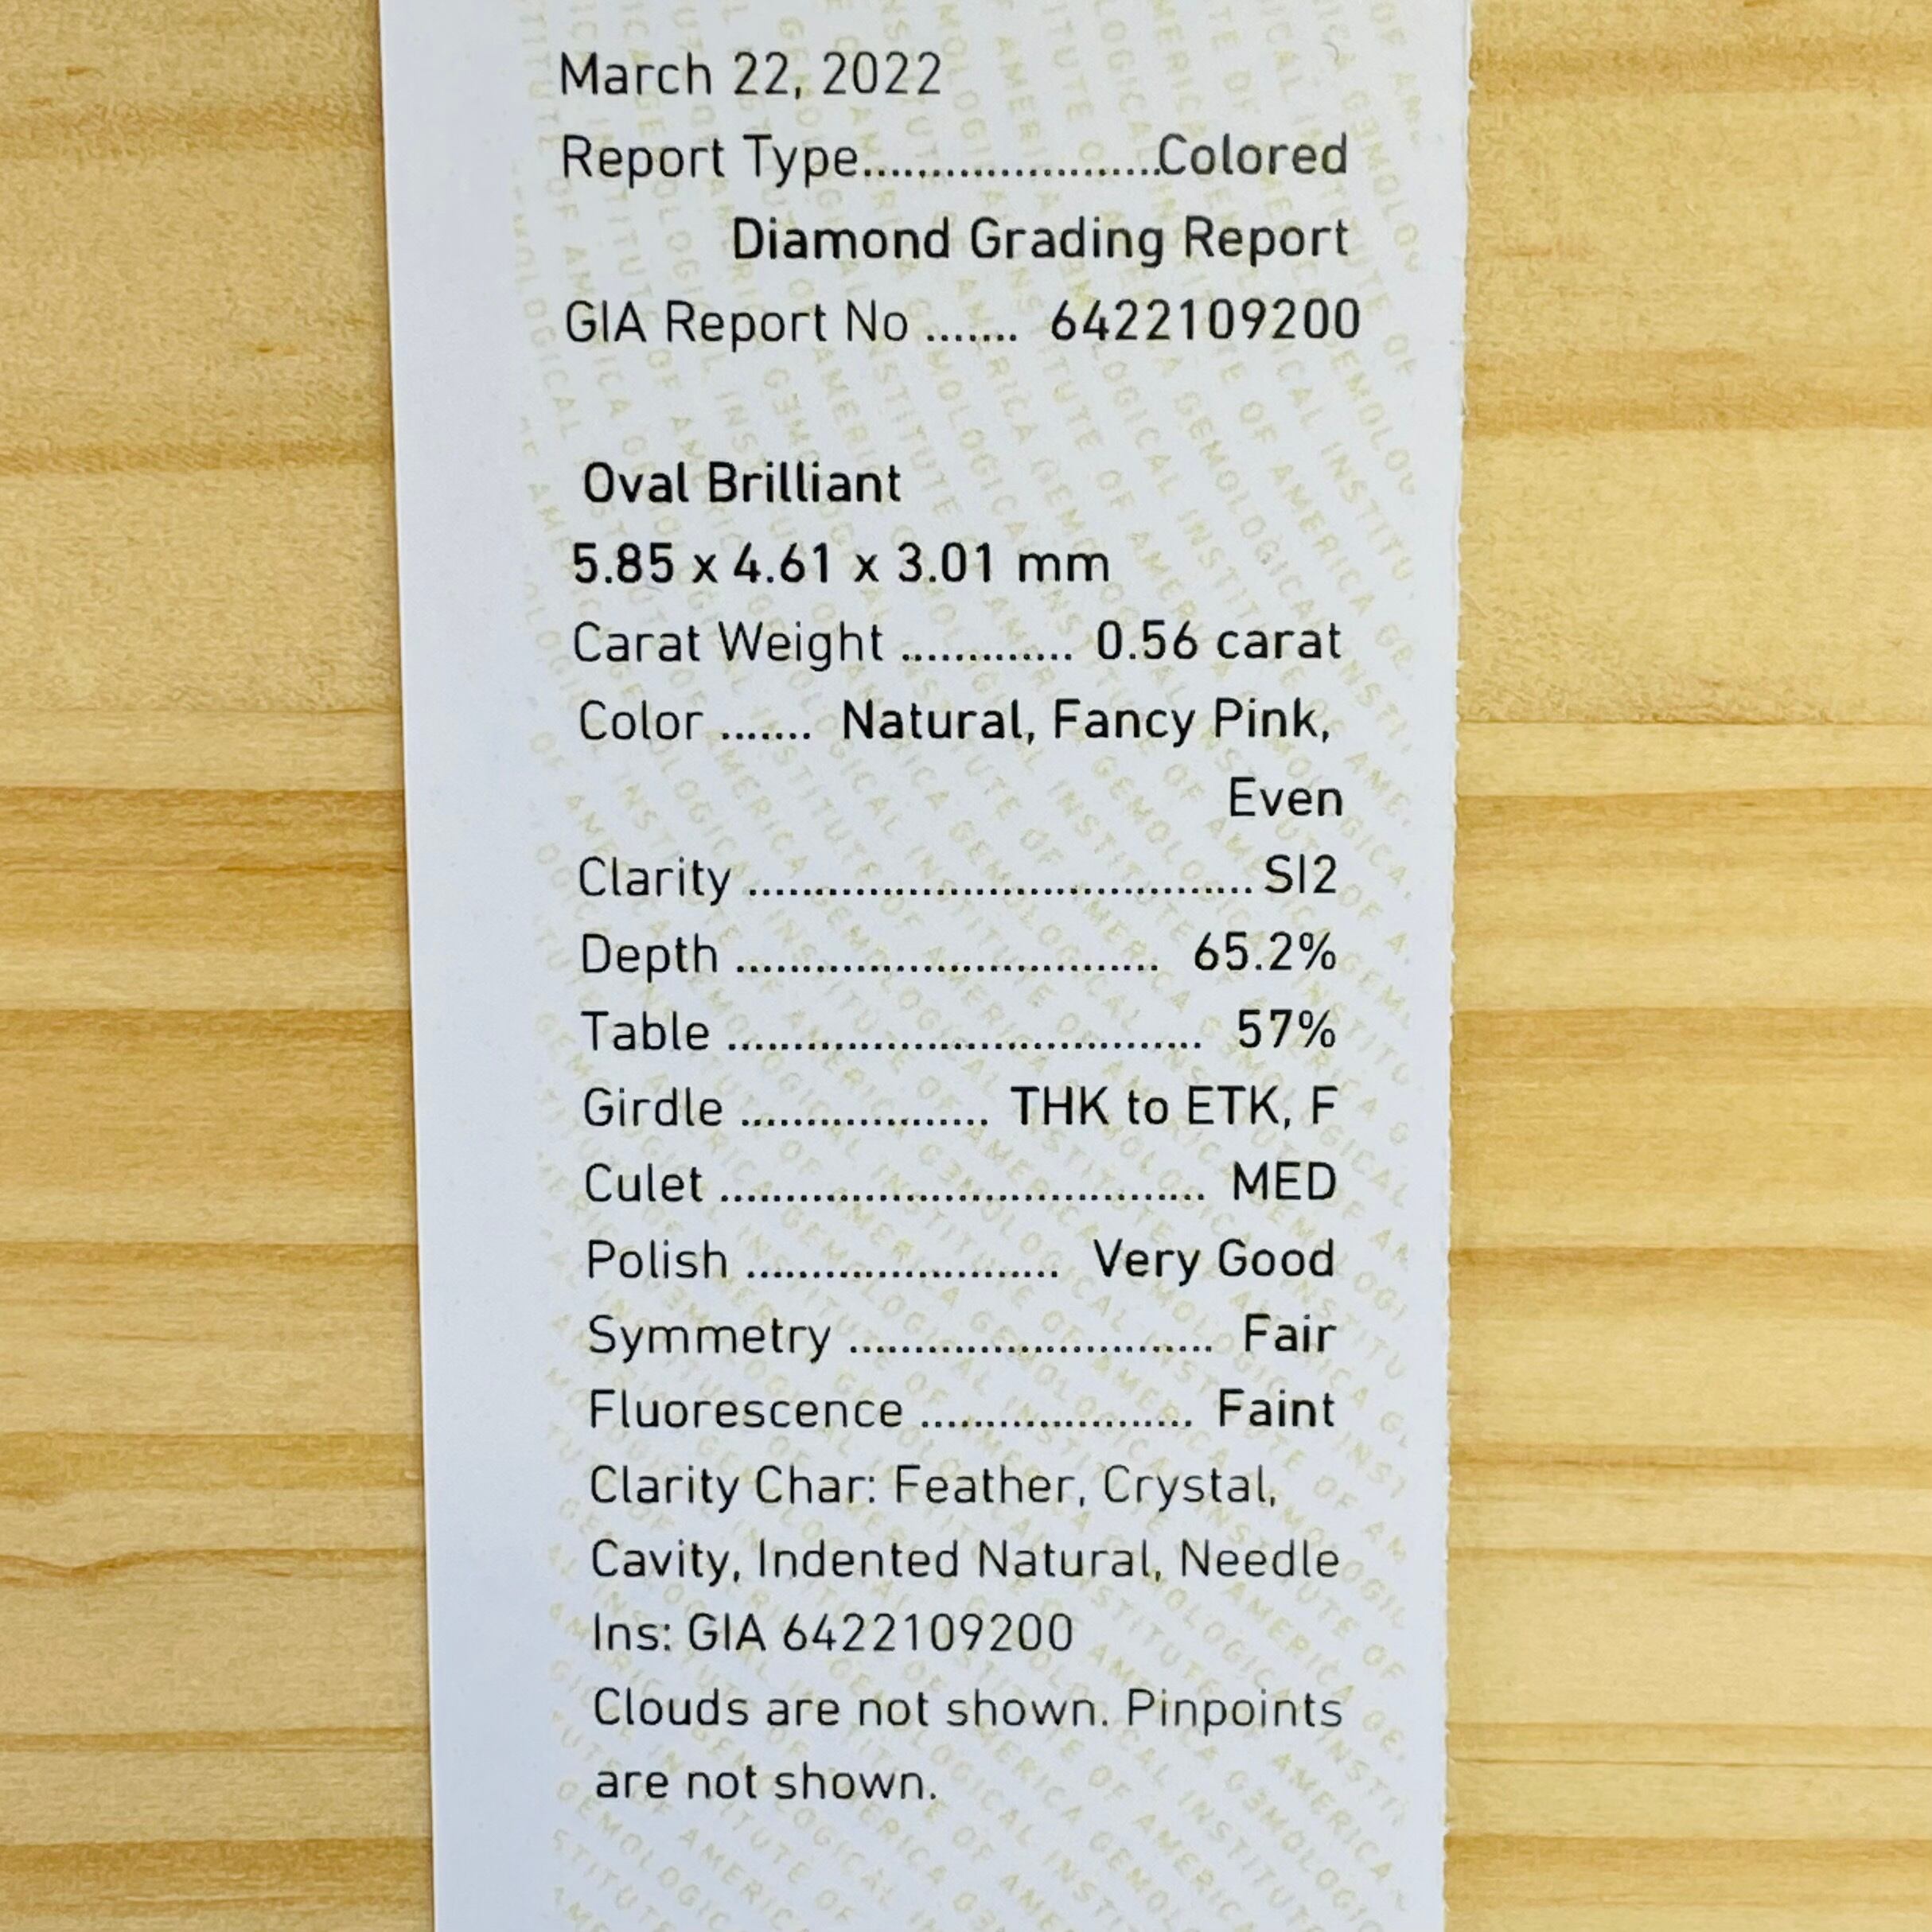 March 22, 2022
Report Type.......................Colored
Diamond Grading Report
GIA Report No ....... 6422109200
Oval Brilliant
5.85 x 4.61 x 3.01 mm
Carat Weight ............. 0.56 carat
Color ....... Natural, Fancy Pink,
Even
Clarity ...................................... SI2
Depth ................................ 65.2%
Table .................................... 57%
Girdle ................... THK to ETK, F
Culet ..................................... MED
Polish ........................ Very Good
Symmetry ............................ Fair
Fluorescence ..................... Faint
Clarity Char: Feather, Crystal,
Cavity, Indented Natural, Needle
Ins: GIA 6422109200
Clouds are not shown. Pinpoints
are not shown.